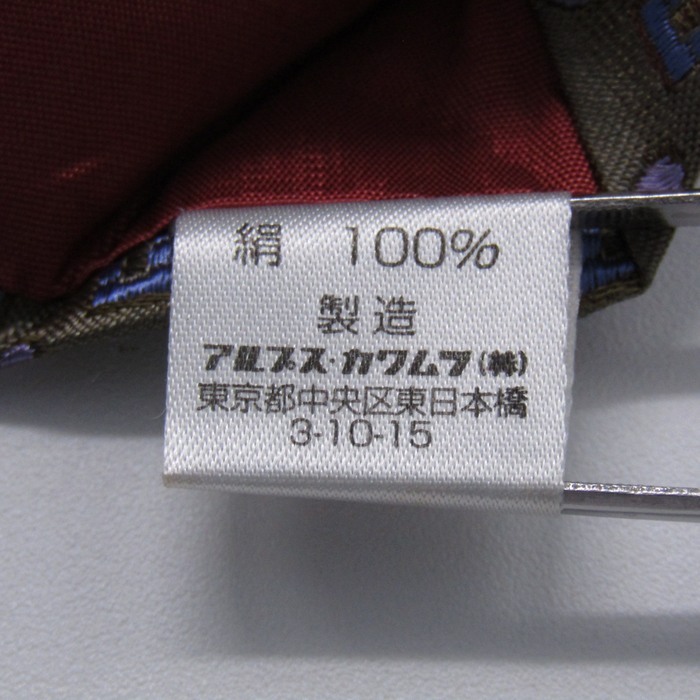 絹 100%
製造
アルプス・カワムラ(株)
東京都中央区東日本橋
3-10-15